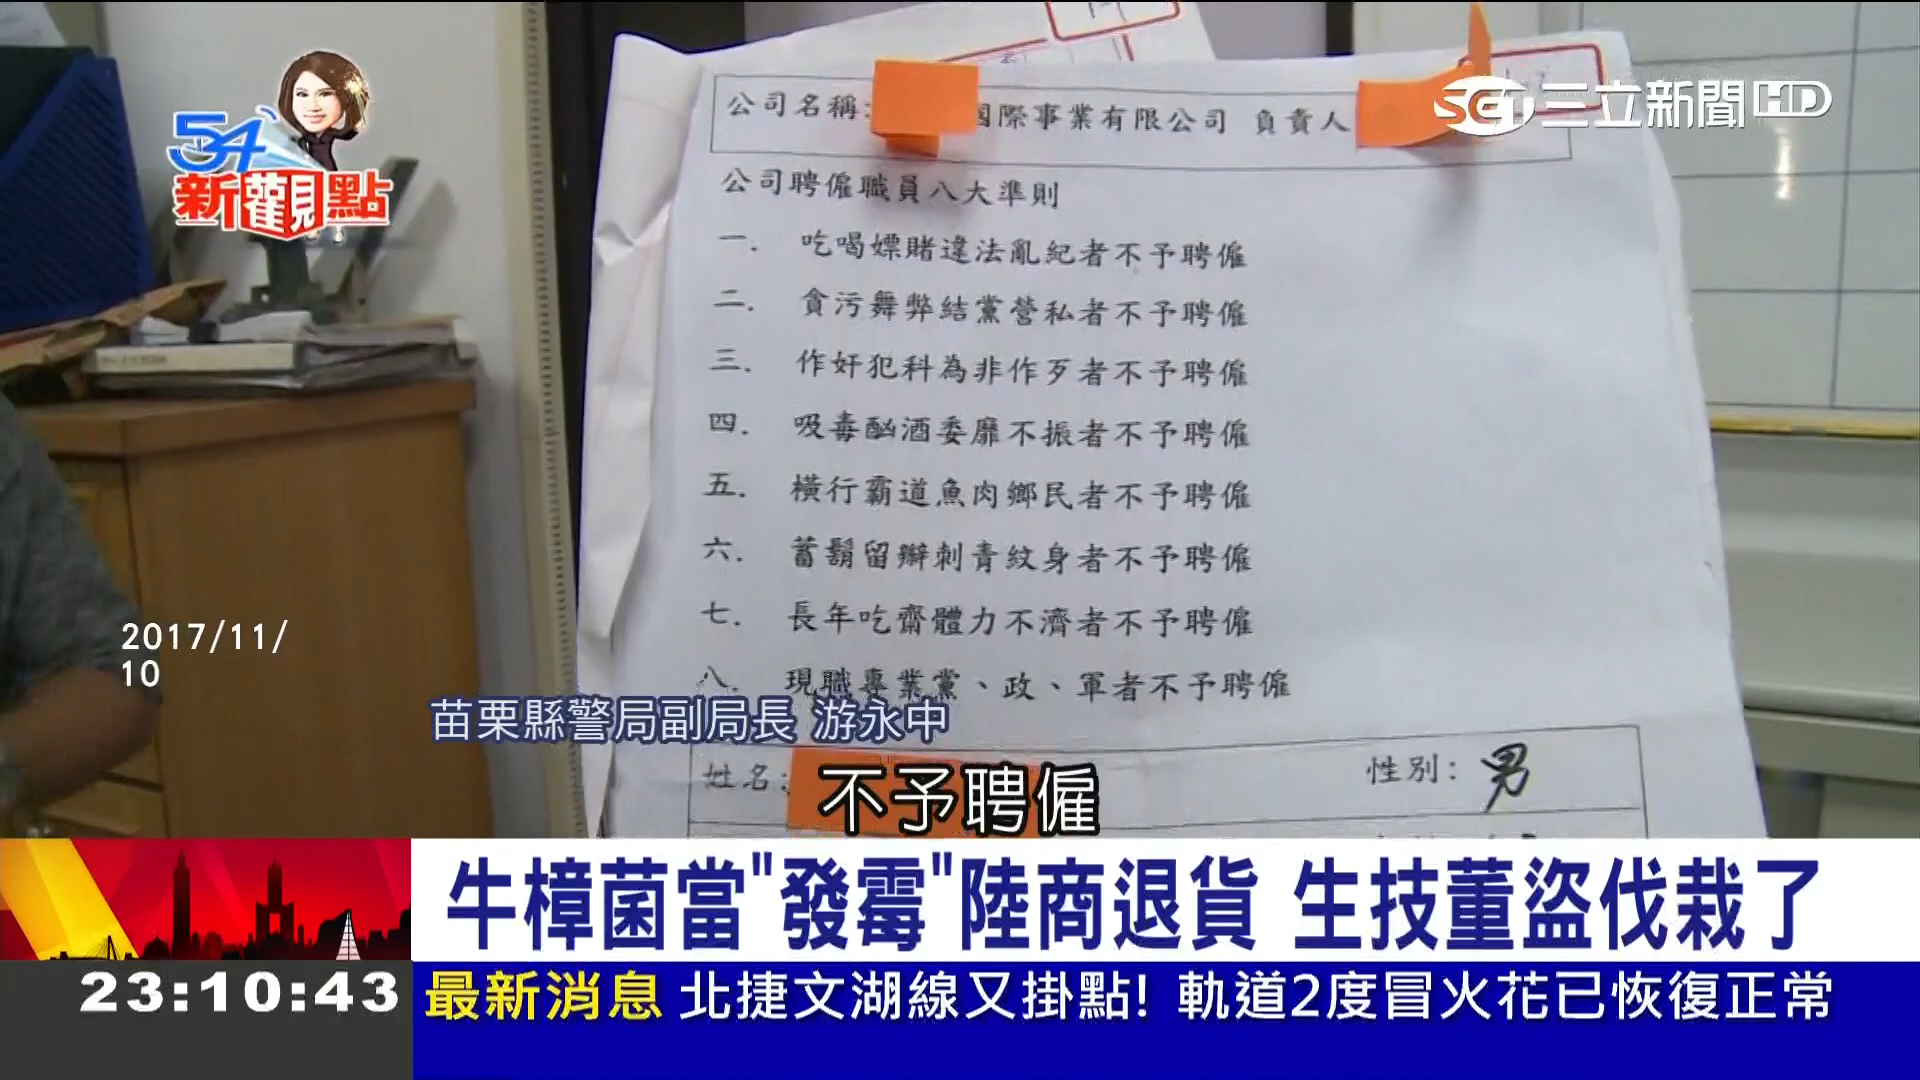 54
新觀點
SET三立新聞HD
公司名稱:
國際事業有限公司 負責人
公司聘僱職員八大準則
一. 吃喝嫖賭違法亂紀者不予聘僱
二. 貪污舞弊結黨營私者不予聘僱
三. 作奸犯科為非作歹者不予聘僱
四. 吸毒酗酒委靡不振者不予聘僱
五. 橫行霸道魚肉鄉民者不予聘僱
六. 蓄鬍留辮刺青紋身者不予聘僱
七. 長年吃齋體力不濟者不予聘僱
八. 現職專業黨、政、軍者不予聘僱
姓名:
性別: 男
2017/11/
10
苗栗縣警局副局長 游永中
不予聘僱
牛樟菌當"發霉"陸商退貨 生技董盜伐栽了
23:10:43
最新消息 北捷文湖線又掛點! 軌道2度冒火花已恢復正常